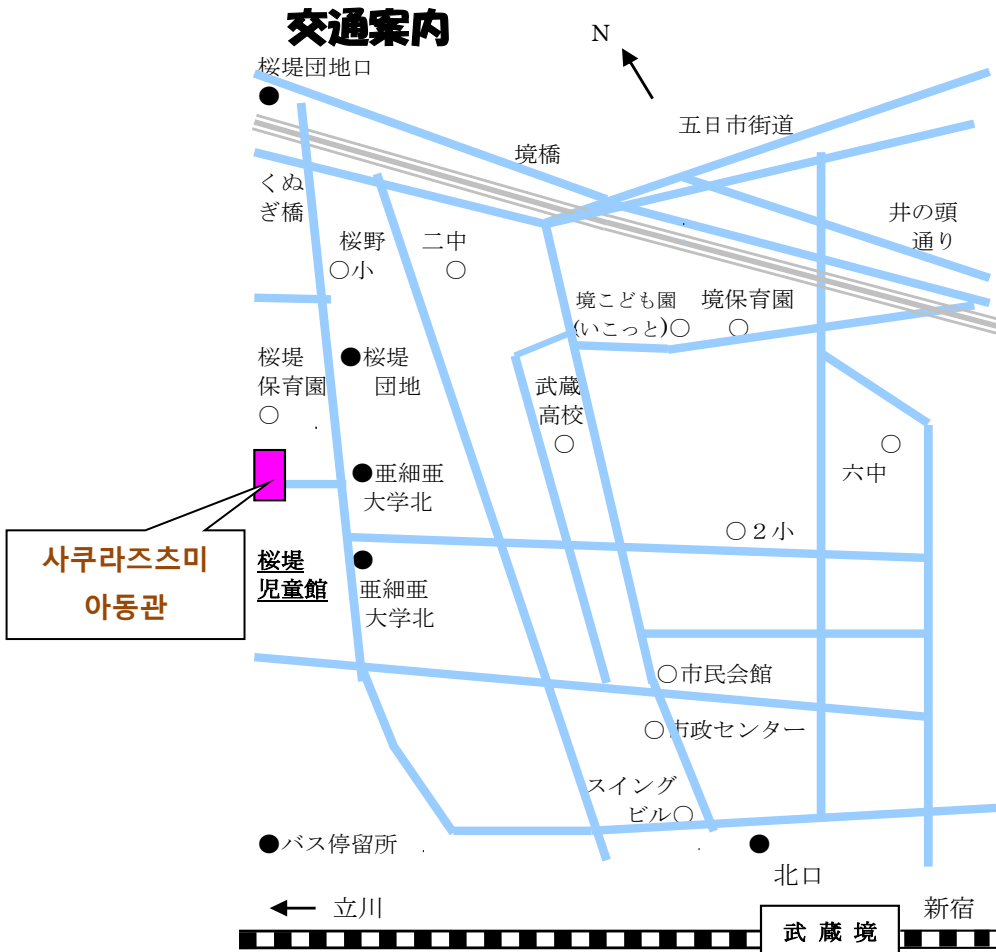 交通案内
N
桜堤団地口
五日市街道
境橋
くぬ
ぎ橋
井の頭
通り
桜野
○小
二中
○
境こども園
(いこっと)○
境保育園
○
桜堤
保育園
○
●桜堤
団地
武蔵
高校
○
○
六中
●亜細亜
大学北
○2小
사쿠라즈츠미
아동관
桜堤
児童館
亜細亜
大学北
○市民会館
○市政センター
スイング
ビル○
●バス停留所
北口
← 立川
新宿
武蔵境